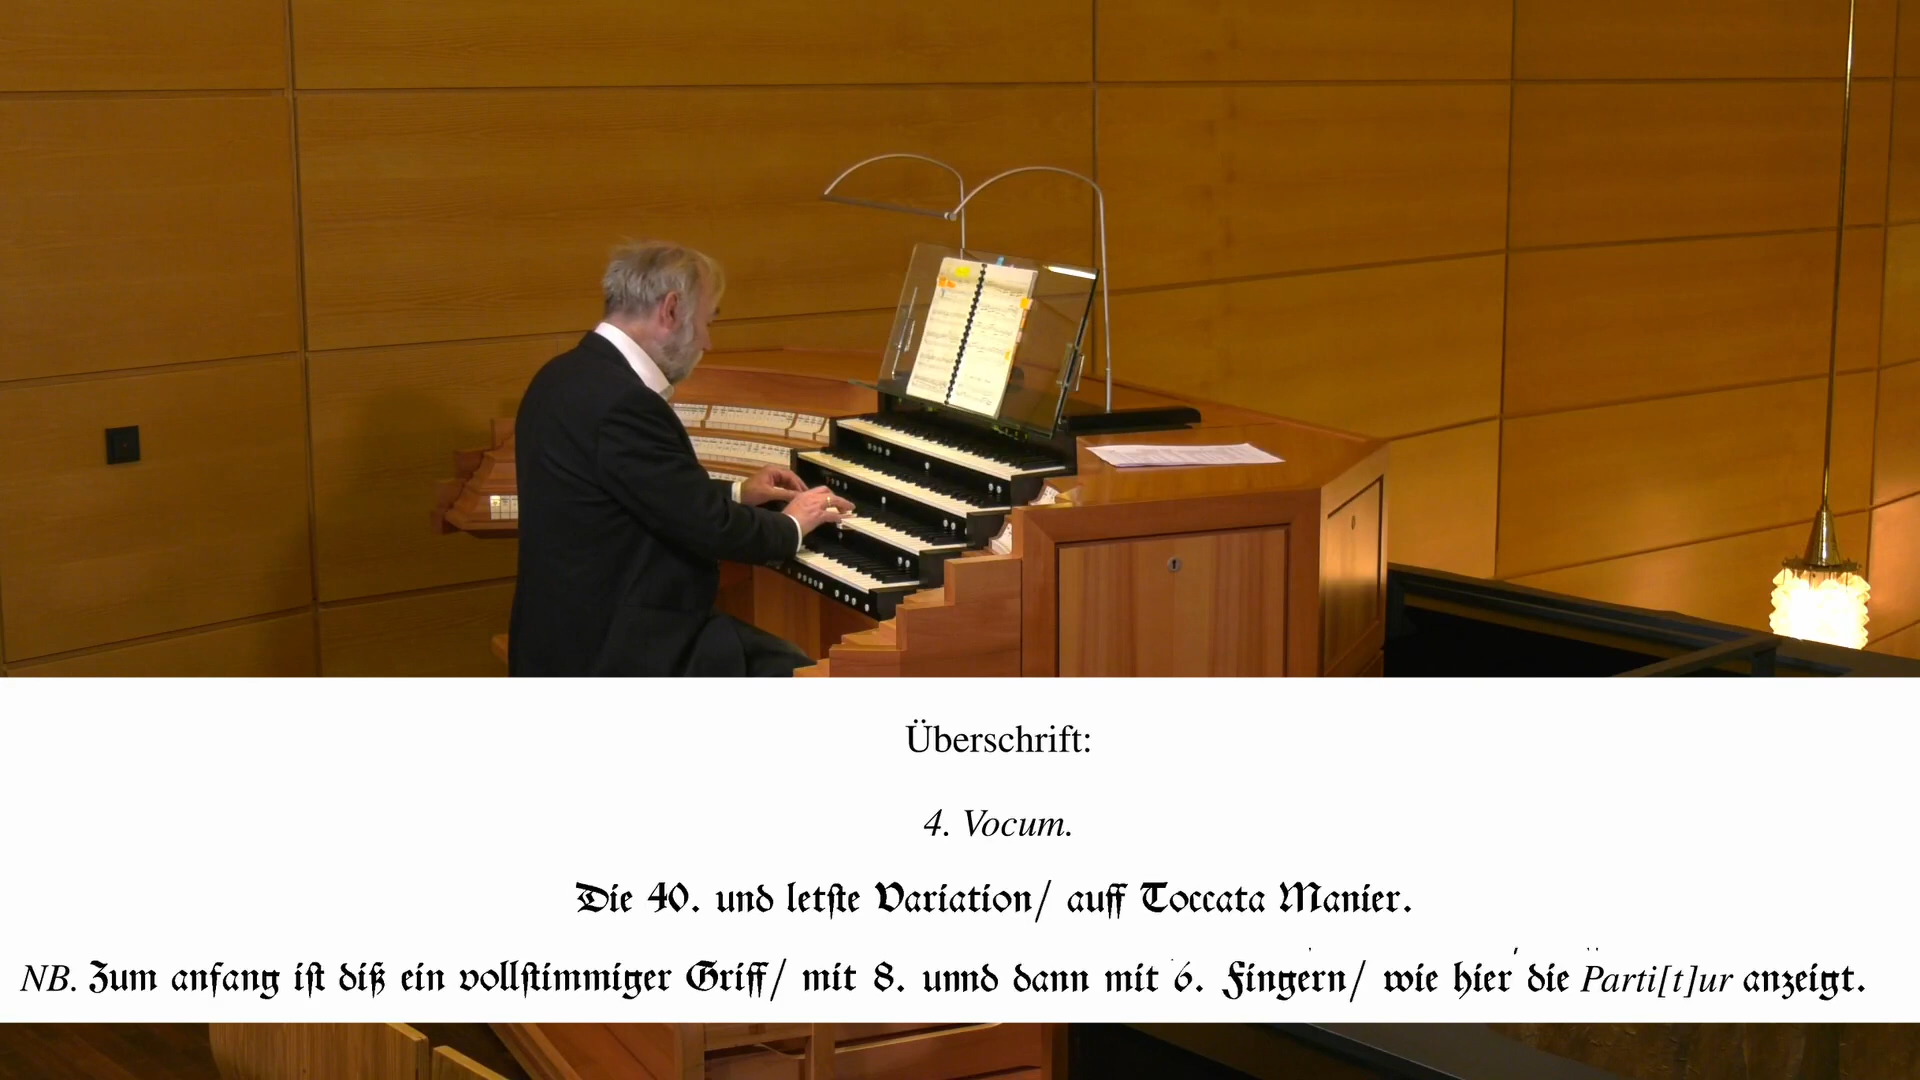 Überschrift:
4. Vocum.
Die 40. und letſte Variation/ auff Toccata Manier.
NB. Zum anfang iſt diß ein vollſtimmiger Griff/ mit 8. unnd dann mit 6. Fingern/ wie hier die Parti[t]ur anzeigt.